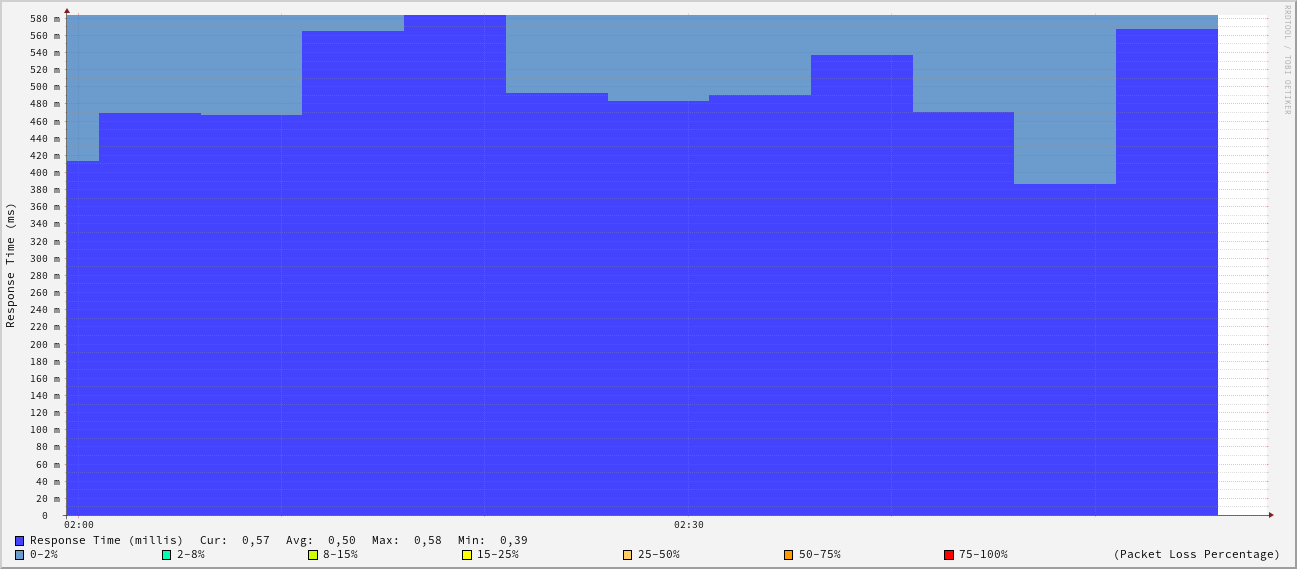 RRDTOOL / TOBI OETIKER
Response Time (ms)
580 m
560 m
540 m
520 m
500 m
480 m
460 m
440 m
420 m
400 m
380 m
360 m
340 m
320 m
300 m
280 m
260 m
240 m
220 m
200 m
180 m
160 m
140 m
120 m
100 m
80 m
60 m
40 m
20 m
0
02:00 02:30
Response Time (millis) Cur: 0,57 Avg: 0,50 Max: 0,58 Min: 0,39
0-2% 2-8% 8-15% 15-25% 25-50% 50-75% 75-100% (Packet Loss Percentage)